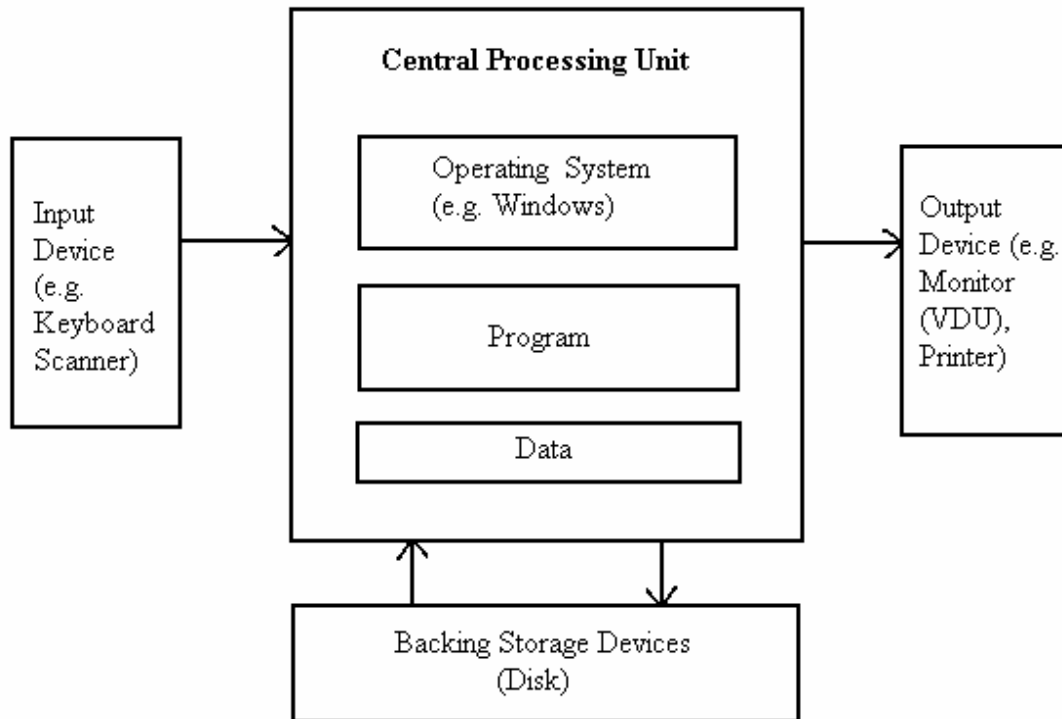 Central Processing Unit
Operating System
(e.g. Windows)
Program
Data
Input
Device
(e.g.
Keyboard
Scanner)
Output
Device (e.g.
Monitor
(VDU),
Printer)
Backing Storage Devices
(Disk)